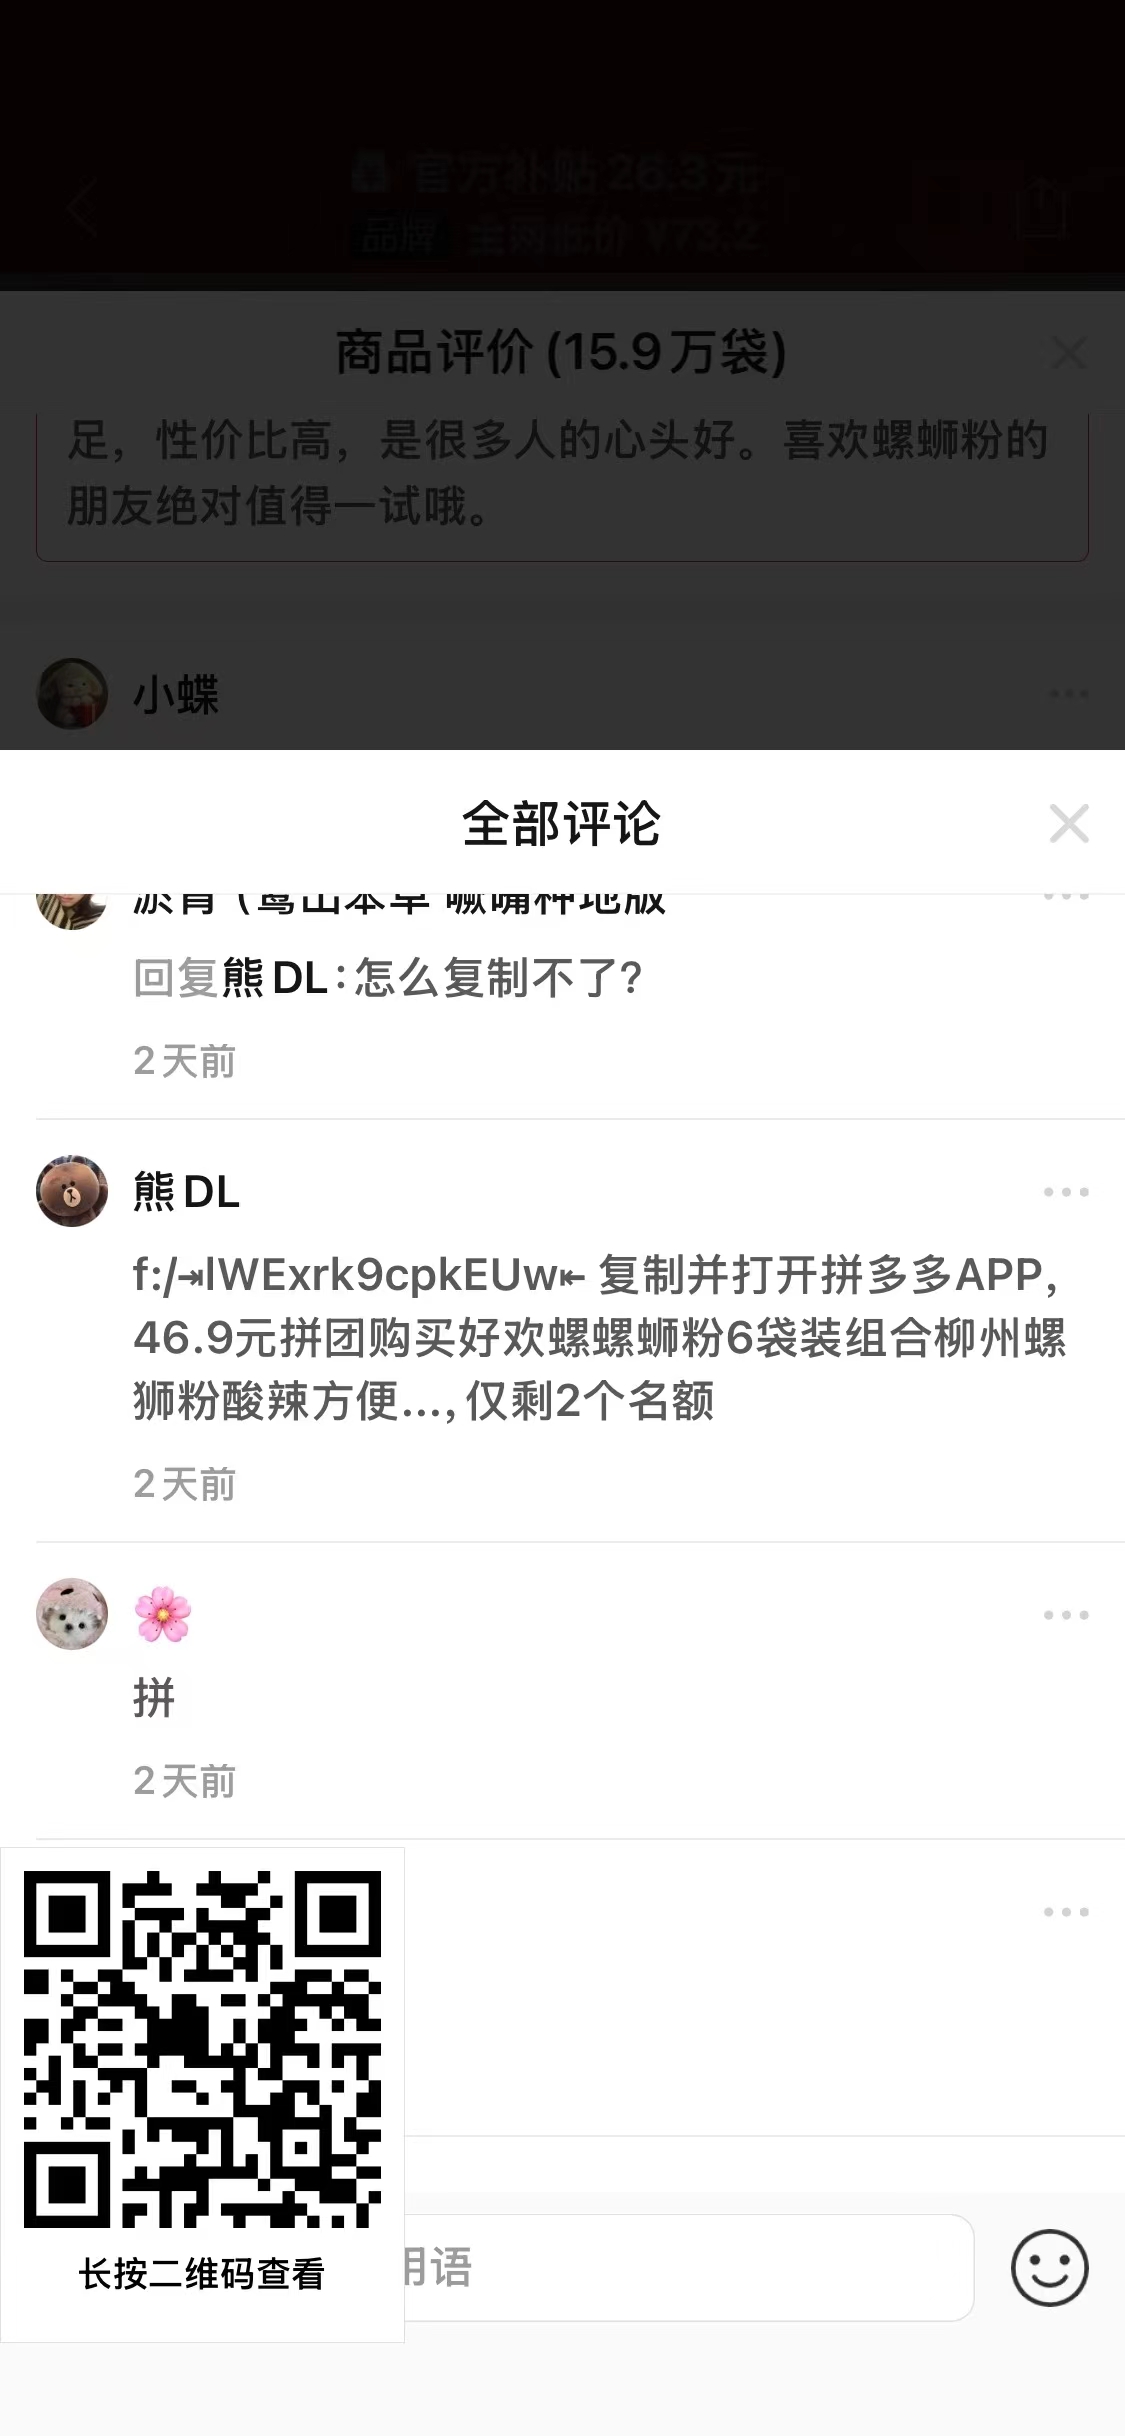 官方补贴 26.3元
品牌 全网低价 ¥73.2
商品评价 (15.9万袋)
足，性价比高，是很多人的心头好。喜欢螺蛳粉的
朋友绝对值得一试哦。
小蝶
全部评论
回复熊DL:怎么复制不了?
2天前
熊DL
f:/⇥lWExrk9cpkEUw⇤ 复制并打开拼多多APP,
46.9元拼团购买好欢螺螺蛳粉6袋装组合柳州螺
狮粉酸辣方便..., 仅剩2个名额
2天前
🌸
拼
2天前
用语
长按二维码查看